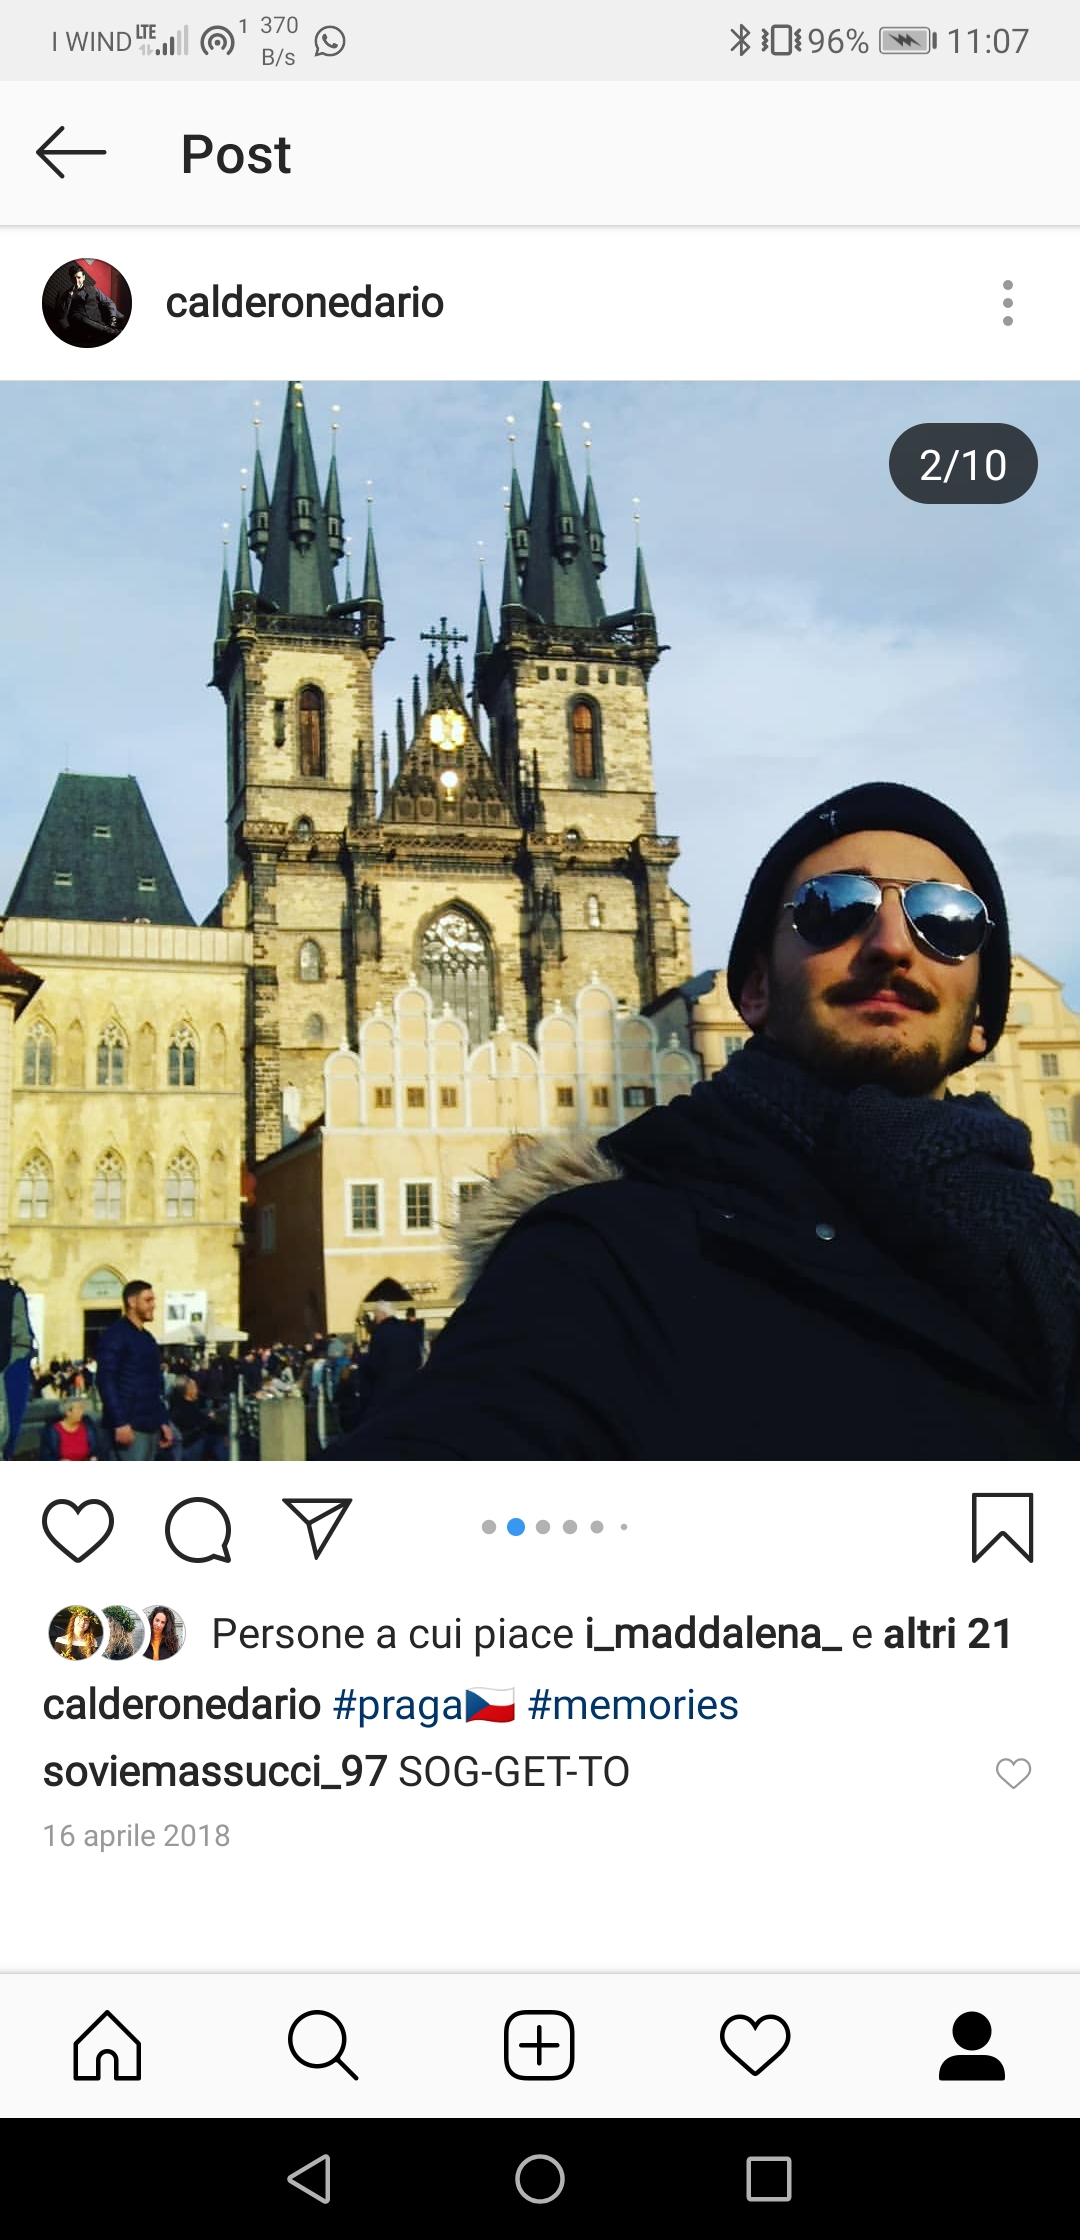 I WIND LTE 1 370 B/s 96% 11:07
Post
calderonedario
2/10
Persone a cui piace i_maddalena_ e altri 21
calderonedario #praga🇨🇿 #memories
soviemassucci_97 SOG-GET-TO
16 aprile 2018